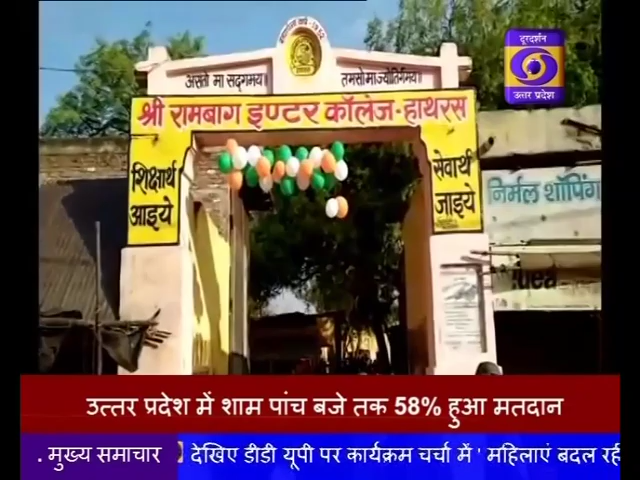 दूरदर्शन
उत्तर प्रदेश
असतो मा सद्गमय
तमसोमाज्योतिर्गमय
श्री रामबाग इण्टर कॉलेज-हाथरस
शिक्षार्थ
आइये
सेवार्थ
जाइये
निर्मल शॉपिंग
उत्तर प्रदेश में शाम पांच बजे तक 58% हुआ मतदान
. मुख्य समाचार
देखिए डीडी यूपी पर कार्यक्रम चर्चा में ' महिलाएं बदल रही